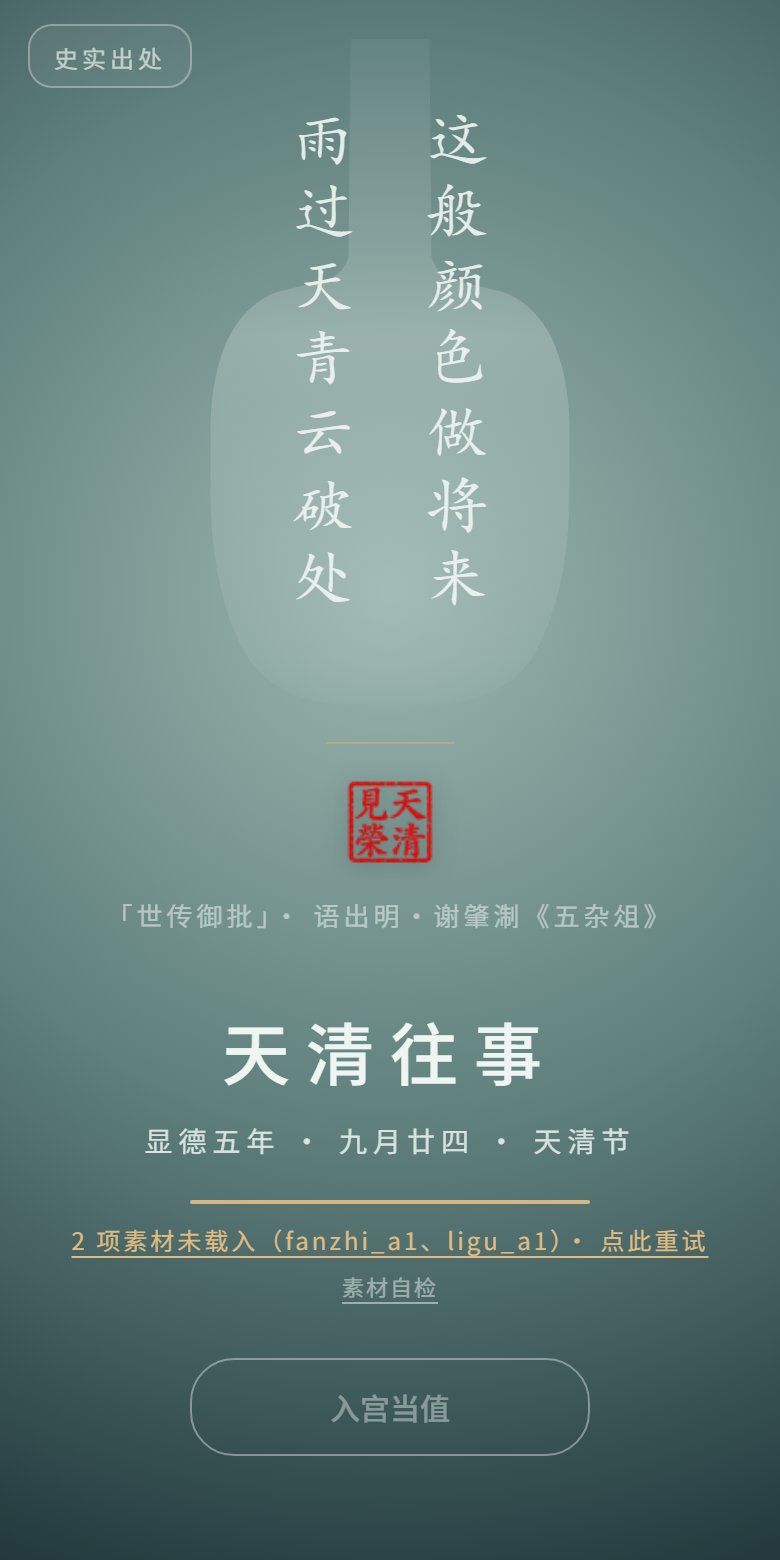 史实出处
这般颜色做将来
雨过天青云破处
天清
見榮
「世传御批」· 语出明·谢肇淛《五杂俎》
天清往事
显德五年 · 九月廿四 · 天清节
2 项素材未载入（fanzhi_a1、ligu_a1）· 点此重试
素材自检
入宫当值